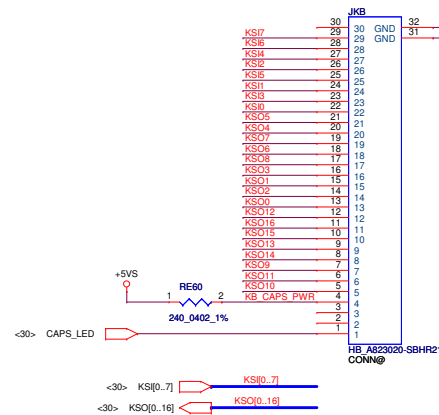 JKB
30 30 GND 32
KSI7 29 29 GND 31
KSI6 28 28
KSI4 27 27
KSI2 26 26
KSI5 25 25
KSI1 24 24
KSI3 23 23
KSI0 22 22
KSO5 21 21
KSO4 20 20
KSO7 19 19
KSO6 18 18
KSO8 17 17
KSO3 16 16
KSO1 15 15
KSO2 14 14
KSO0 13 13
KSO12 12 12
KSO16 11 11
KSO15 10 10
KSO13 9 9
KSO14 8 8
KSO9 7 7
KSO11 6 6
KSO10 5 5
+5VS
RE60
1 2 KB_CAPS_PWR 4 4
240_0402_1%
3 3
2 2
<30> CAPS_LED 1 1
HB_A823020-SBHR21
CONN@
<30> KSI[0..7] KSI[0..7]
<30> KSO[0..16] KSO[0..16]